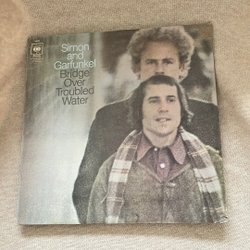 Simon
and
Garfunkel
Bridge
Over
Troubled
Water